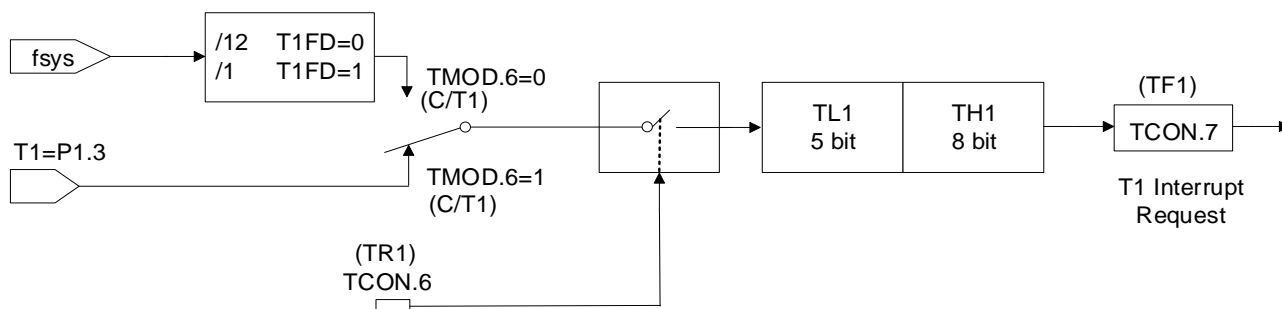 fsys
/12 T1FD=0
/1 T1FD=1
TMOD.6=0
(C/T1)
T1=P1.3
TMOD.6=1
(C/T1)
(TR1)
TCON.6
TL1
5 bit
TH1
8 bit
(TF1)
TCON.7
T1 Interrupt
Request